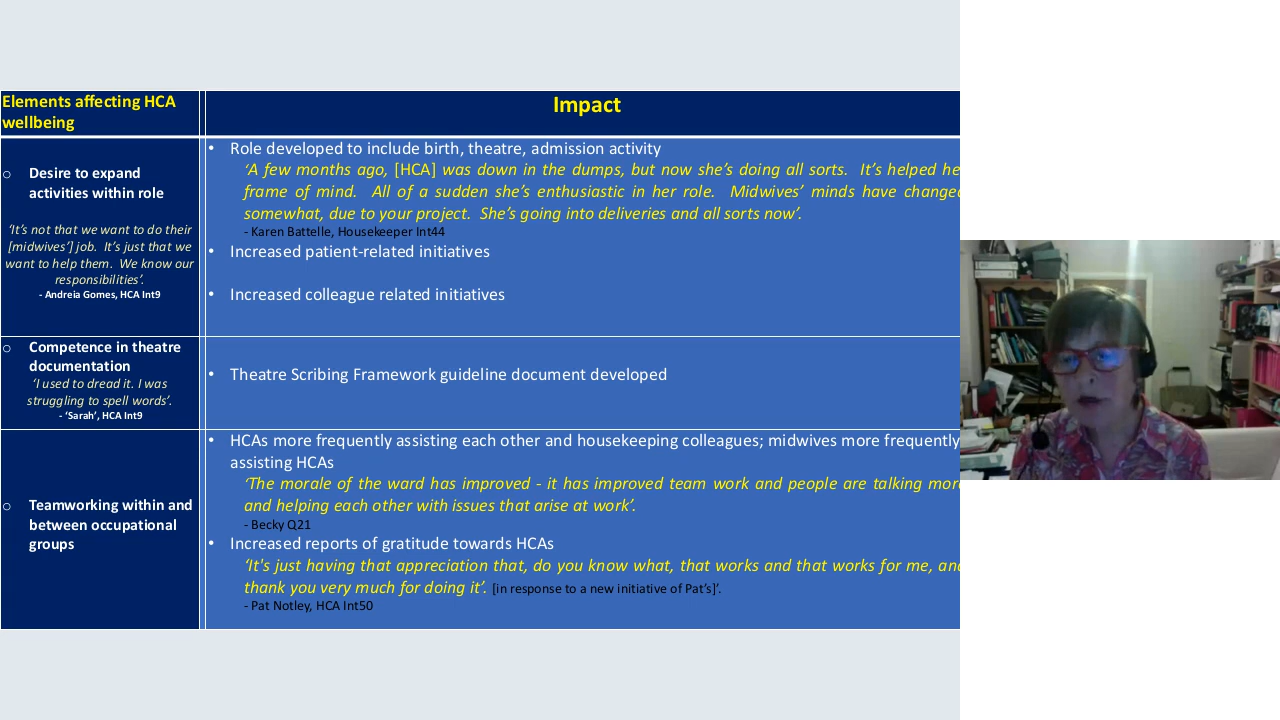 Elements affecting HCA
wellbeing
Impact
o Desire to expand
activities within role
‘It’s not that we want to do their
[midwives’] job. It’s just that we
want to help them. We know our
responsibilities’.
- Andreia Gomes, HCA Int9
• Role developed to include birth, theatre, admission activity
‘A few months ago, [HCA] was down in the dumps, but now she’s doing all sorts. It’s helped he
frame of mind. All of a sudden she’s enthusiastic in her role. Midwives’ minds have changed
somewhat, due to your project. She’s going into deliveries and all sorts now’.
- Karen Battelle, Housekeeper Int44
• Increased patient-related initiatives
• Increased colleague related initiatives
o Competence in theatre
documentation
‘I used to dread it. I was
struggling to spell words’.
- ‘Sarah’, HCA Int9
• Theatre Scribing Framework guideline document developed
o Teamworking within and
between occupational
groups
• HCAs more frequently assisting each other and housekeeping colleagues; midwives more frequently
assisting HCAs
‘The morale of the ward has improved - it has improved team work and people are talking more
and helping each other with issues that arise at work’.
- Becky Q21
• Increased reports of gratitude towards HCAs
‘It's just having that appreciation that, do you know what, that works and that works for me, and
thank you very much for doing it’. [in response to a new initiative of Pat’s]’.
- Pat Notley, HCA Int50